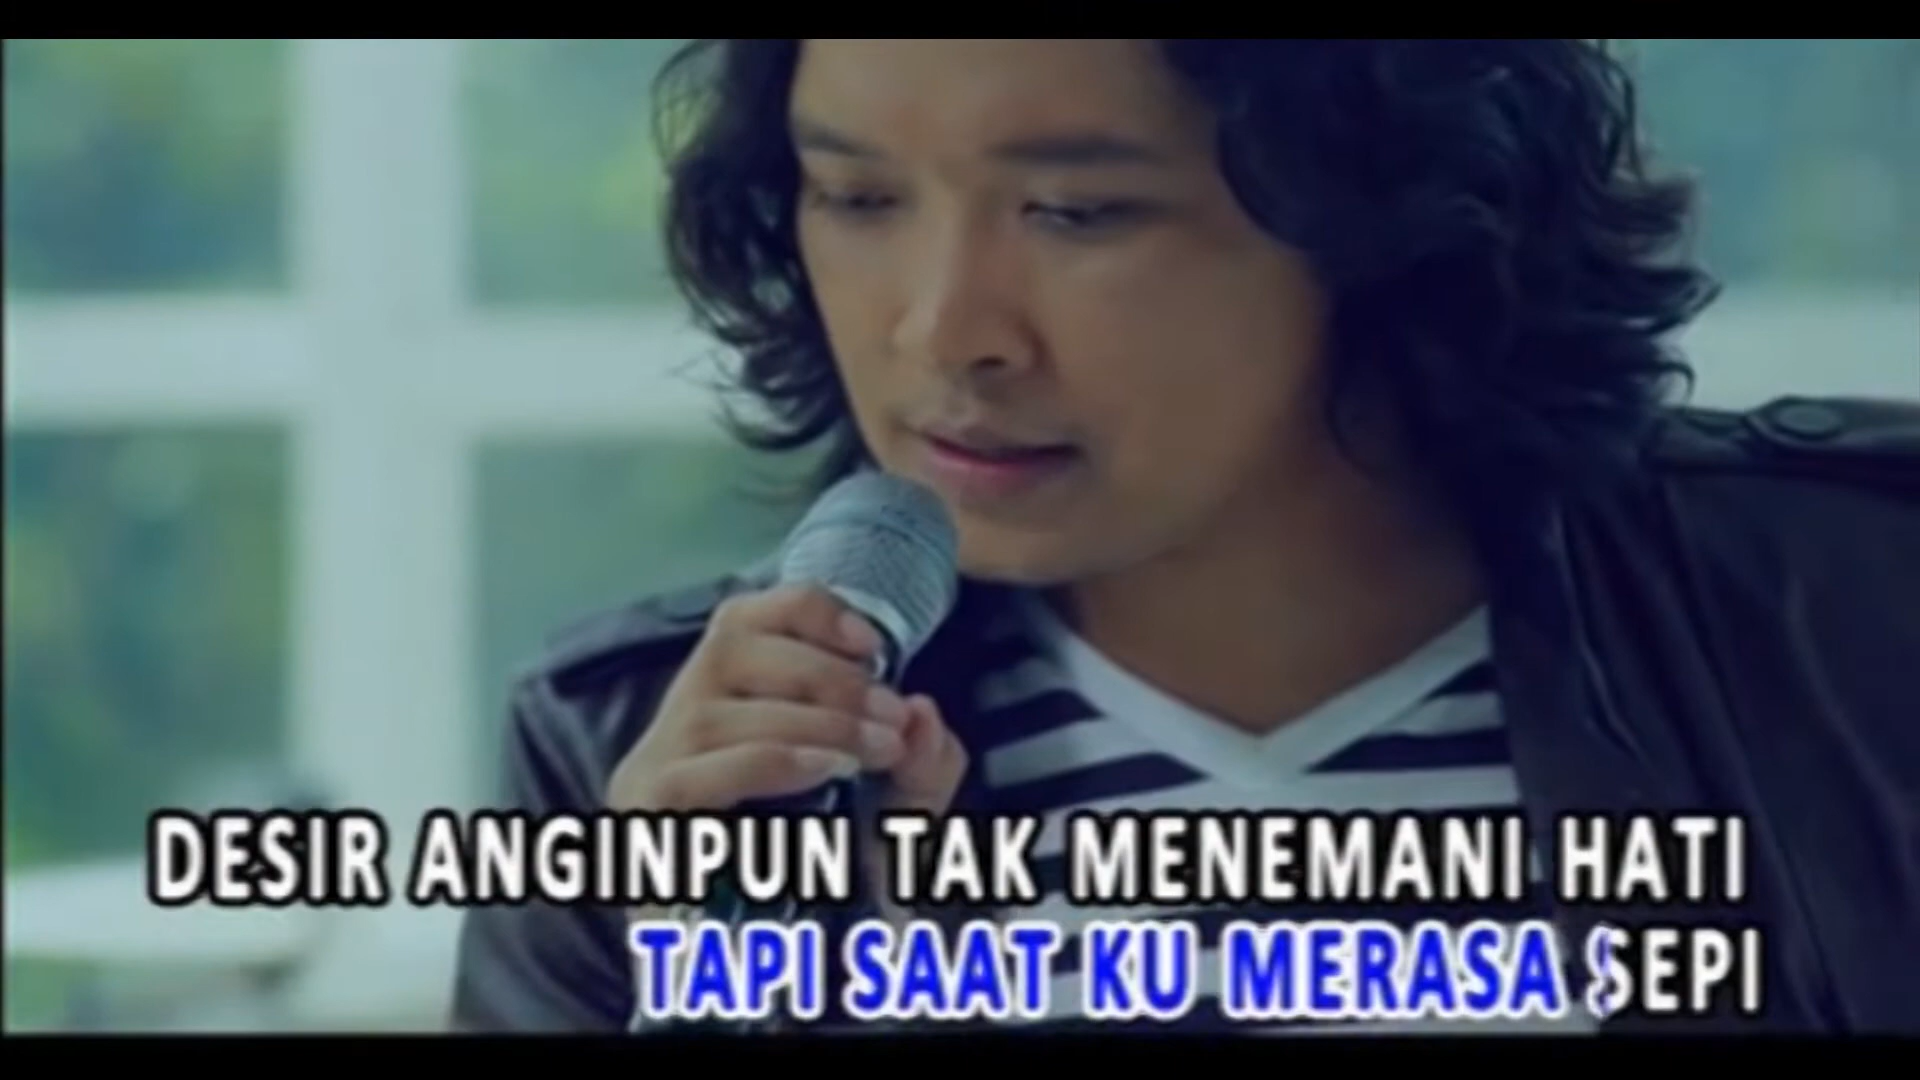 DESIR ANGINPUN TAK MENEMANI HATI
TAPI SAAT KU MERASA SEPI